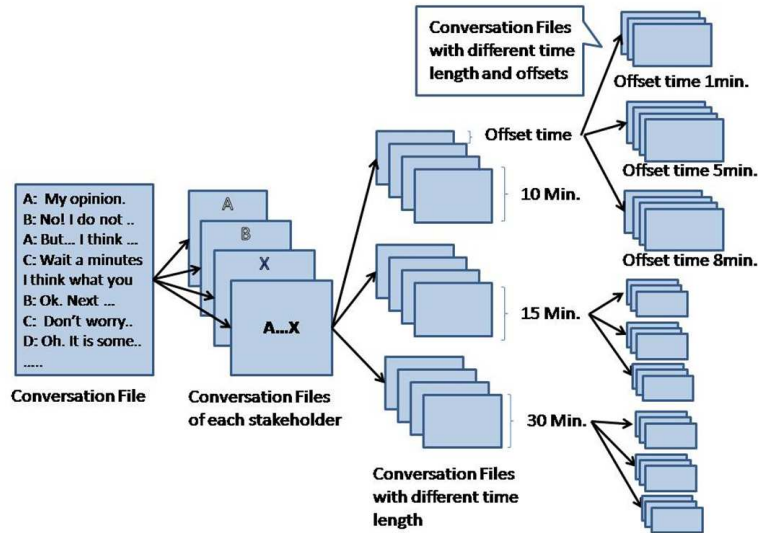 Conversation Files
with different time
length and offsets
Offset time 1min.
Offset time
Offset time 5min.
10 Min.
Offset time 8min.
A: My opinion.
B: No! I do not ..
A: But... I think ...
C: Wait a minutes
I think what you
B: Ok. Next ...
C: Don't worry..
D: Oh. It is some..
.....
Conversation File
A
B
X
A...X
Conversation Files
of each stakeholder
15 Min.
30 Min.
Conversation Files
with different time
length